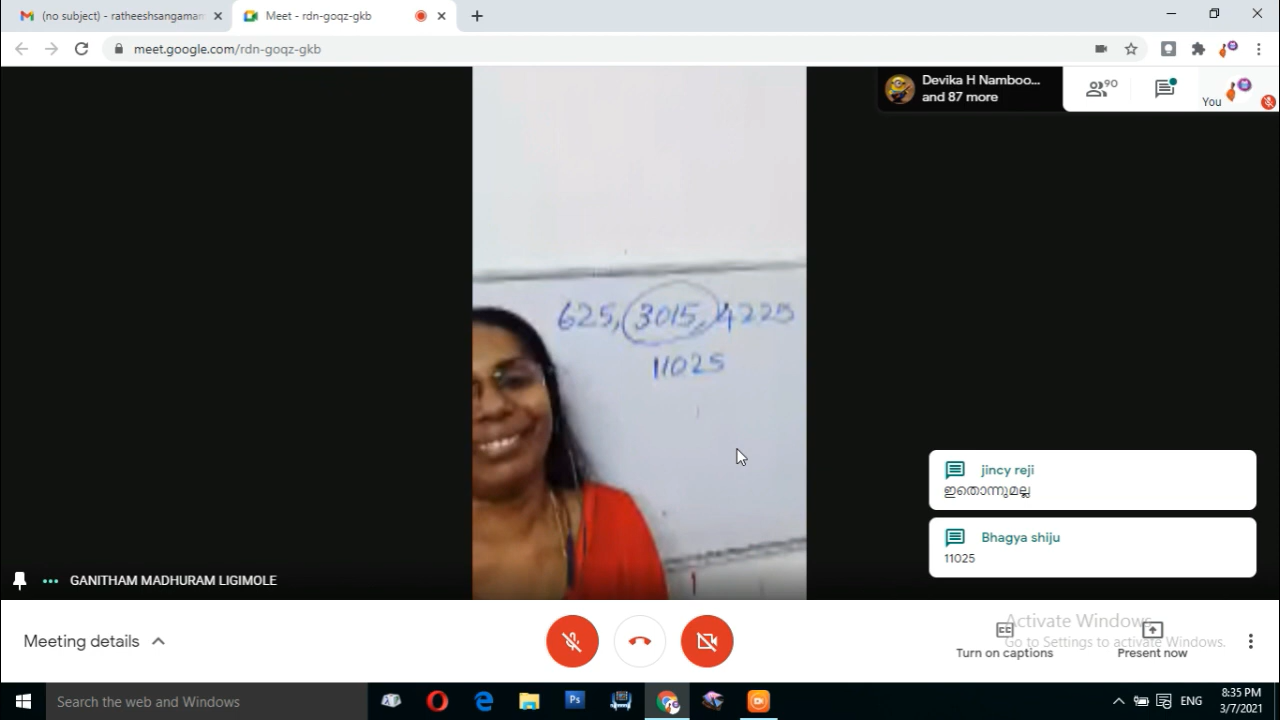 (no subject) - ratheeshsangamam
Meet - rdn-goqz-gkb
meet.google.com/rdn-goqz-gkb
Devika H Namboo...
and 87 more
90
You
625, 3015, 4225
11025
jincy reji
ഇതൊന്നുമല്ല
Bhagya shiju
11025
GANITHAM MADHURAM LIGIMOLE
Meeting details
Activate Windows
Go to Settings to activate Windows.
CC
Turn on captions
Present now
Search the web and Windows
Ps
ENG
8:35 PM
3/7/2021